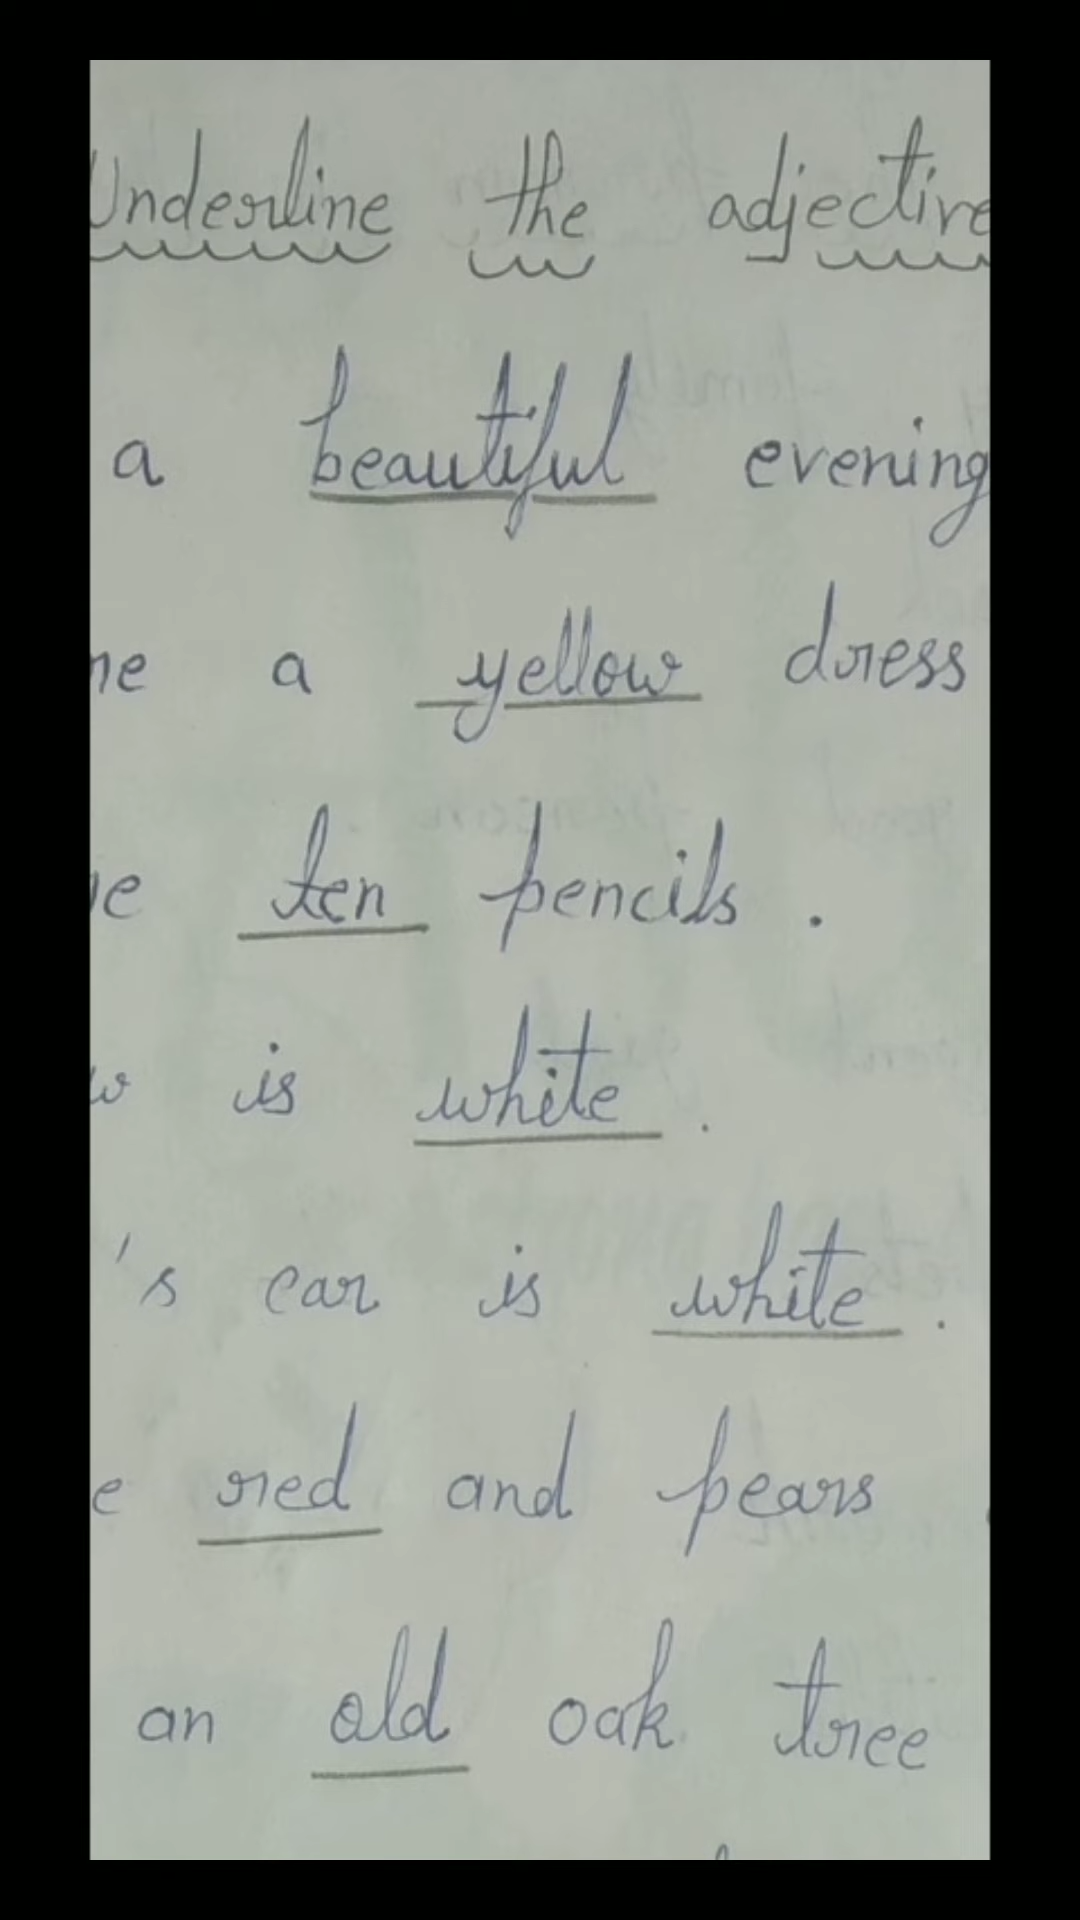 Underline the adjective
a beautiful evening
a yellow dress
ten pencils .
is white .
's car is white .
red and pears
an old oak tree